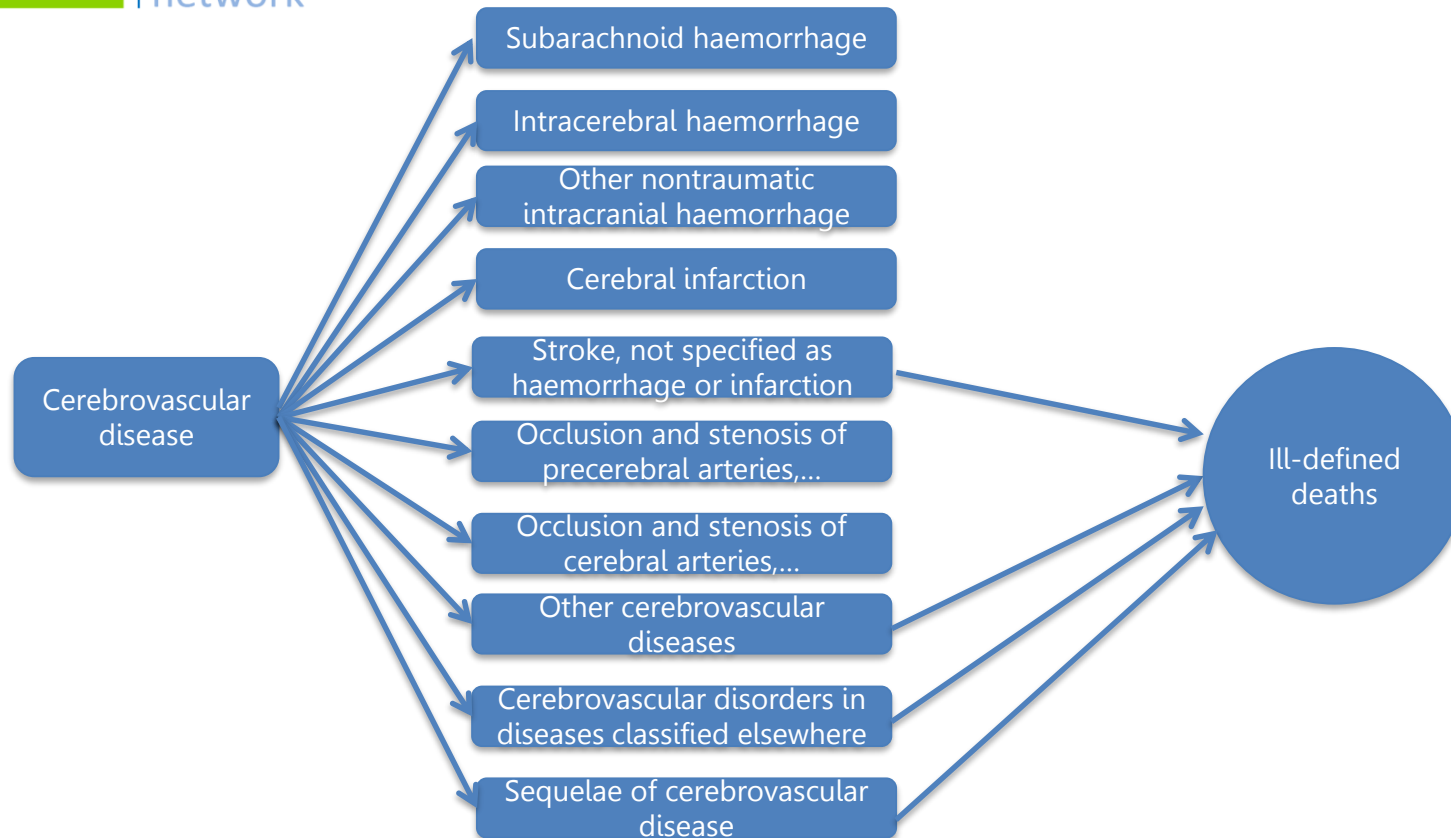 network
Subarachnoid haemorrhage
Intracerebral haemorrhage
Other nontraumatic
intracranial haemorrhage
Cerebral infarction
Stroke, not specified as
haemorrhage or infarction
Cerebrovascular
disease
Occlusion and stenosis of
precerebral arteries,...
Ill-defined
deaths
Occlusion and stenosis of
cerebral arteries,...
Other cerebrovascular
diseases
Cerebrovascular disorders in
diseases classified elsewhere
Sequelae of cerebrovascular
disease